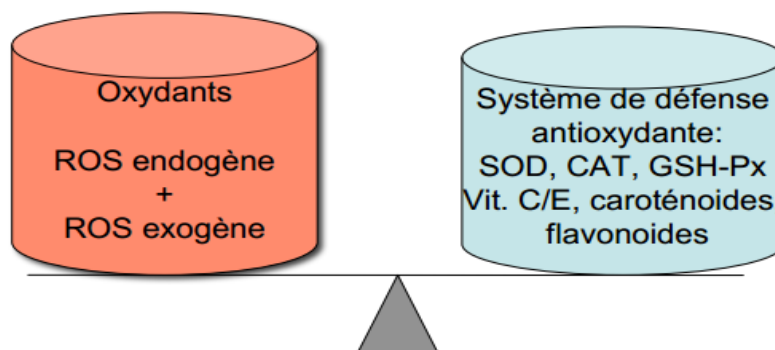 Oxydants
ROS endogène
+
ROS exogène
Système de défense
antioxydante:
SOD, CAT, GSH-Px
Vit. C/E, caroténoides
flavonoides